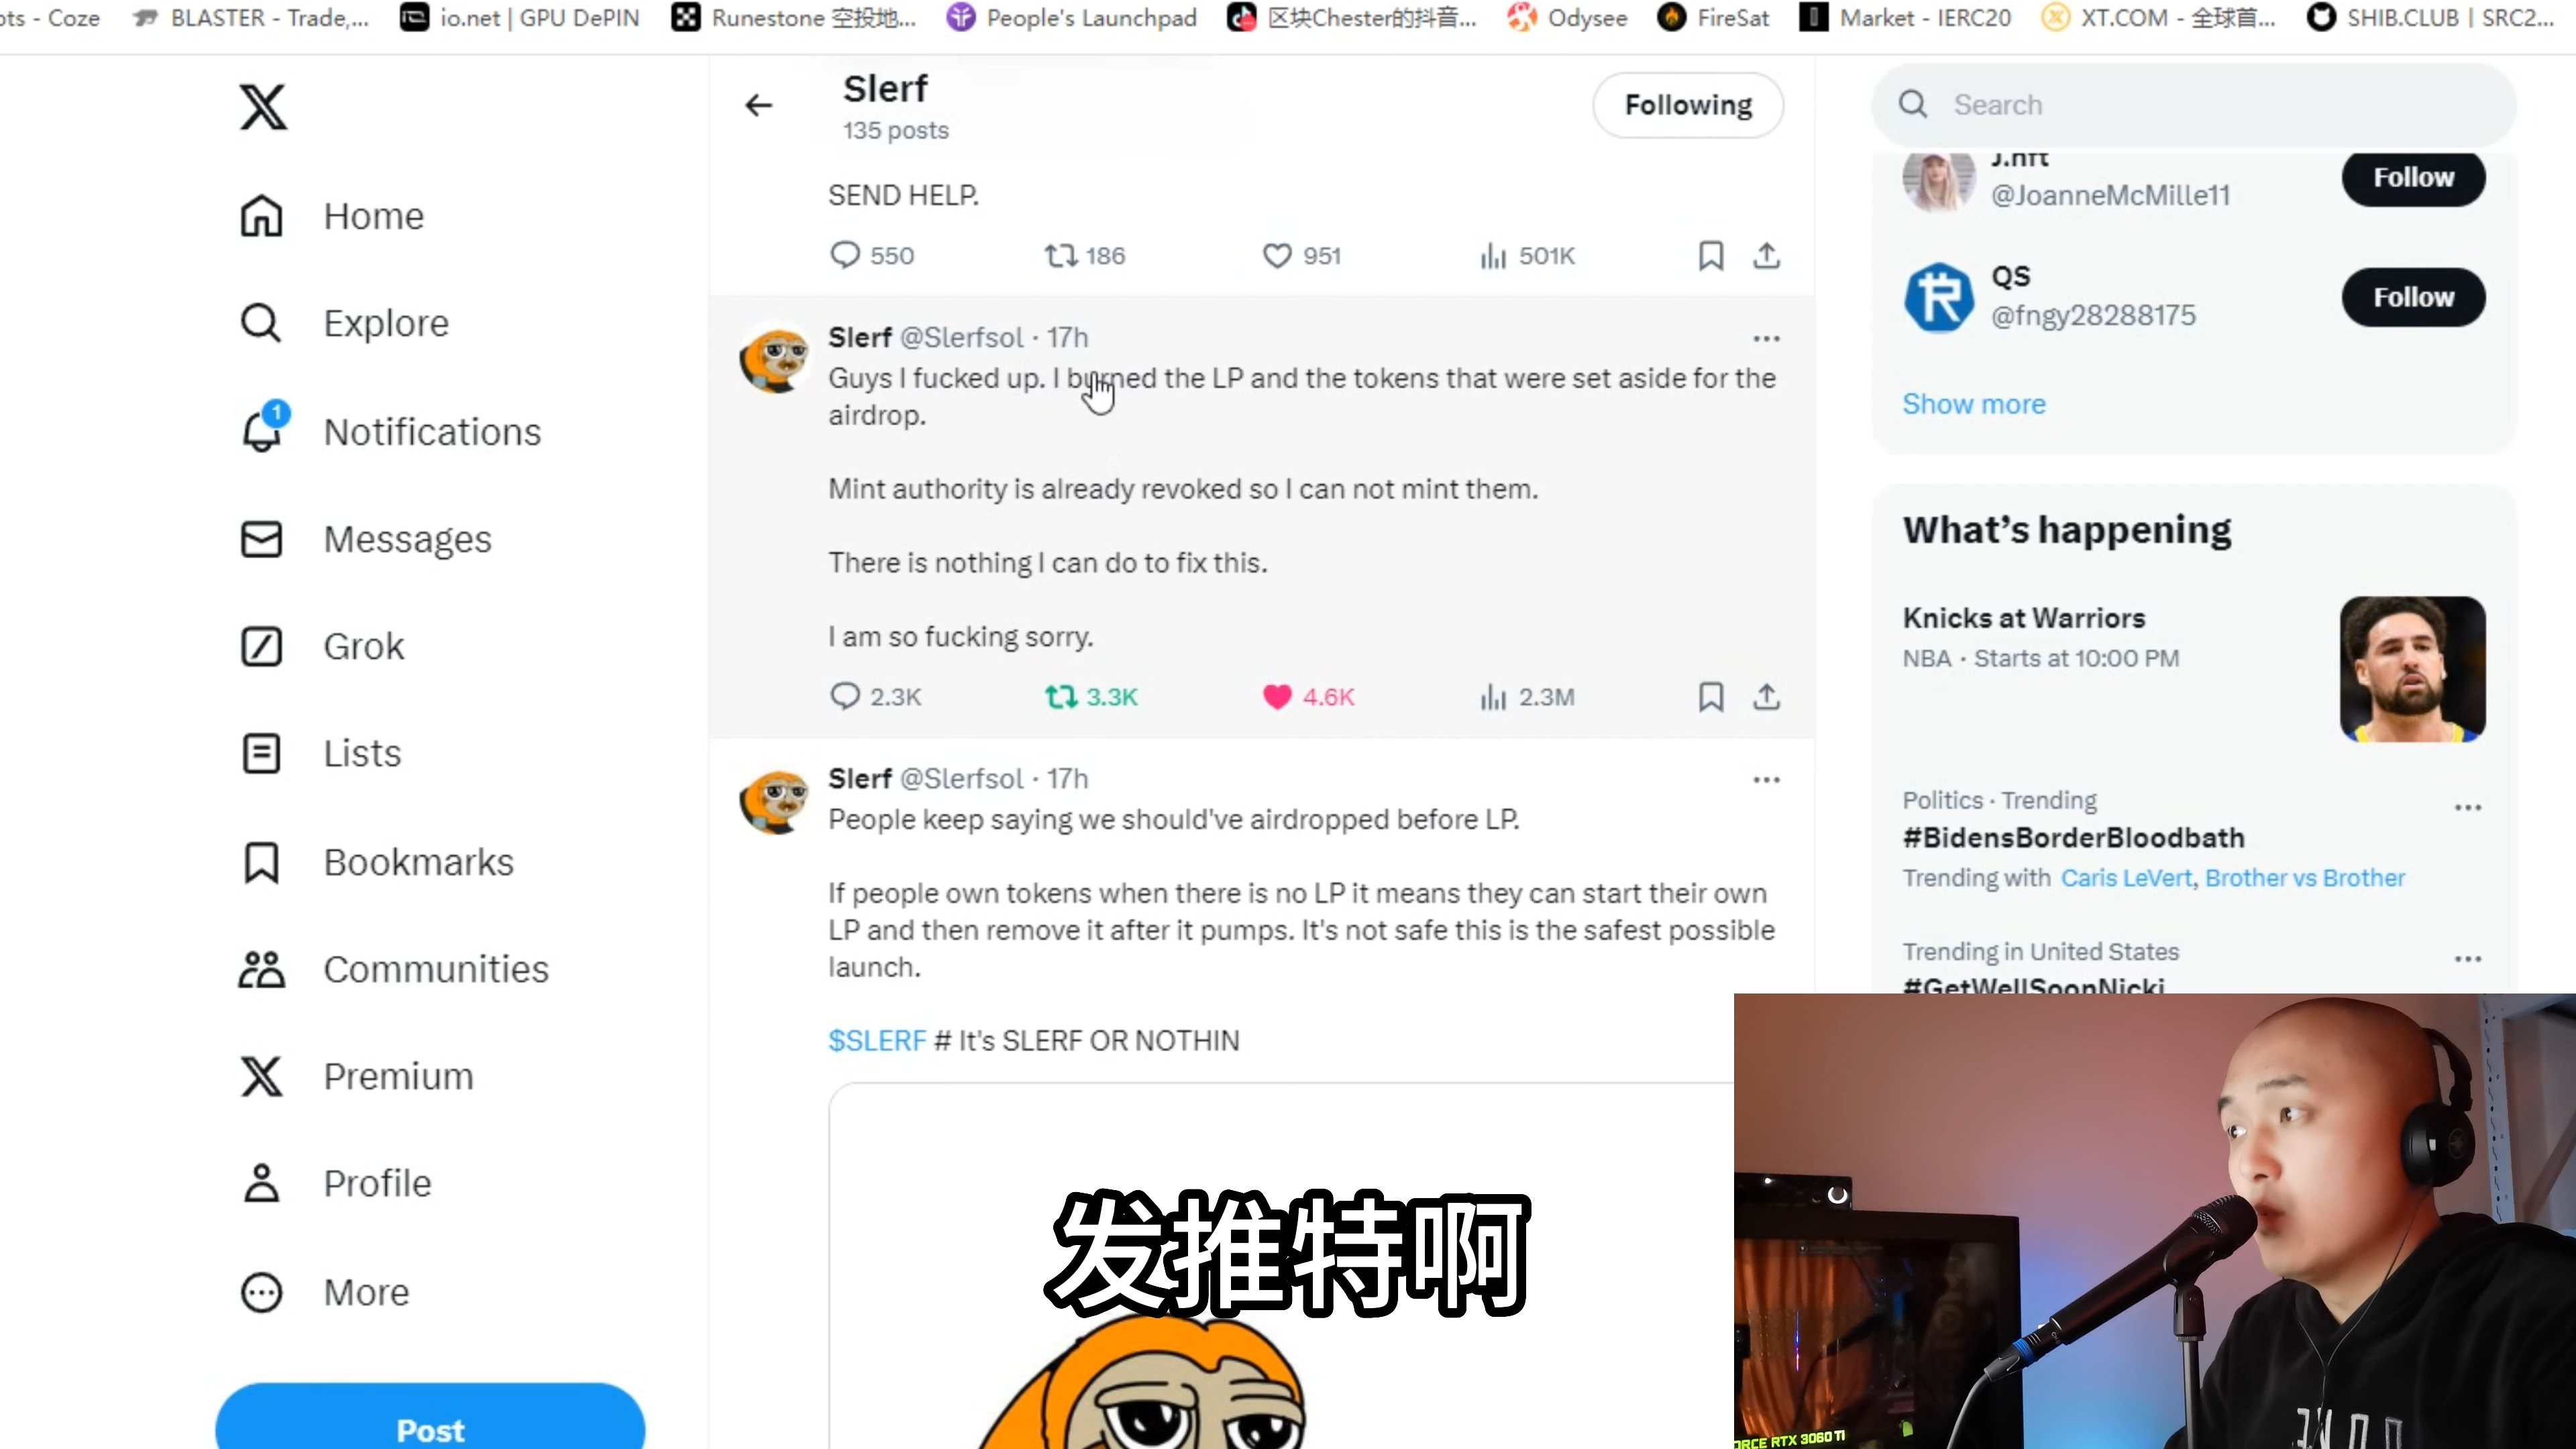 ots - Coze
BLASTER - Trade,...
io.net | GPU DePIN
Runestone 空投地...
People's Launchpad
区块Chester的抖音...
Odysee
FireSat
Market - IERC20
XT.COM - 全球首...
SHIB.CLUB | SRC2...
Home
Explore
1
Notifications
Messages
Grok
Lists
Bookmarks
Communities
Premium
Profile
More
Post
Slerf
135 posts
Following
SEND HELP.
550 186 951 501K
Slerf @Slerfsol · 17h
Guys I fucked up. I burned the LP and the tokens that were set aside for the
airdrop.
Mint authority is already revoked so I can not mint them.
There is nothing I can do to fix this.
I am so fucking sorry.
2.3K 3.3K 4.6K 2.3M
Slerf @Slerfsol · 17h
People keep saying we should've airdropped before LP.
If people own tokens when there is no LP it means they can start their own
LP and then remove it after it pumps. It's not safe this is the safest possible
launch.
$SLERF # It's SLERF OR NOTHIN
发推特啊
Search
J.nft
@JoanneMcMille11
Follow
QS
@fngy28288175
Follow
Show more
What's happening
Knicks at Warriors
NBA · Starts at 10:00 PM
Politics · Trending
#BidensBorderBloodbath
Trending with Caris LeVert, Brother vs Brother
Trending in United States
#GetWellSoonNicki
ORCE RTX 3060 TI